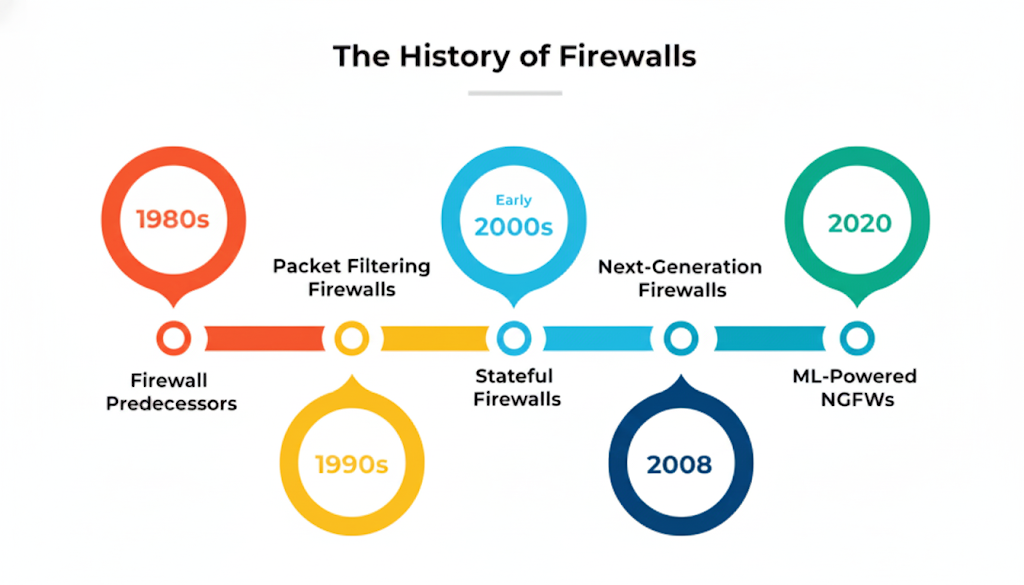 The History of Firewalls
1980s
Firewall
Predecessors
Packet Filtering
Firewalls
1990s
Early
2000s
Stateful
Firewalls
Next-Generation
Firewalls
2008
2020
ML-Powered
NGFWs